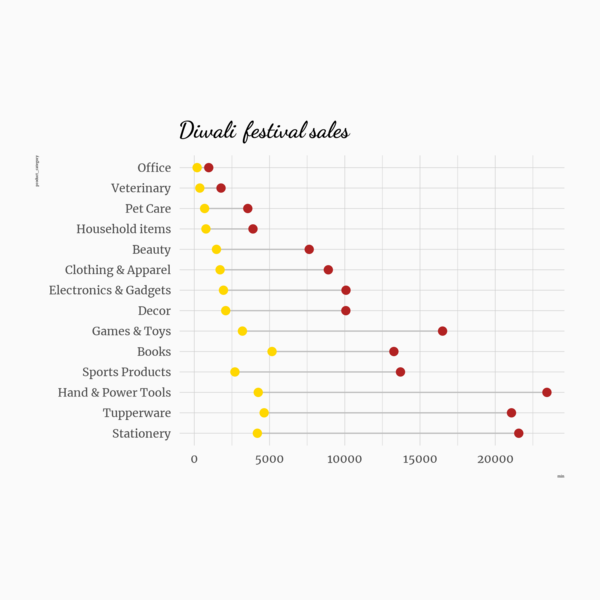 Diwali festival sales
product_category
Office
Veterinary
Pet Care
Household items
Beauty
Clothing & Apparel
Electronics & Gadgets
Decor
Games & Toys
Books
Sports Products
Hand & Power Tools
Tupperware
Stationery
0 5000 10000 15000 20000